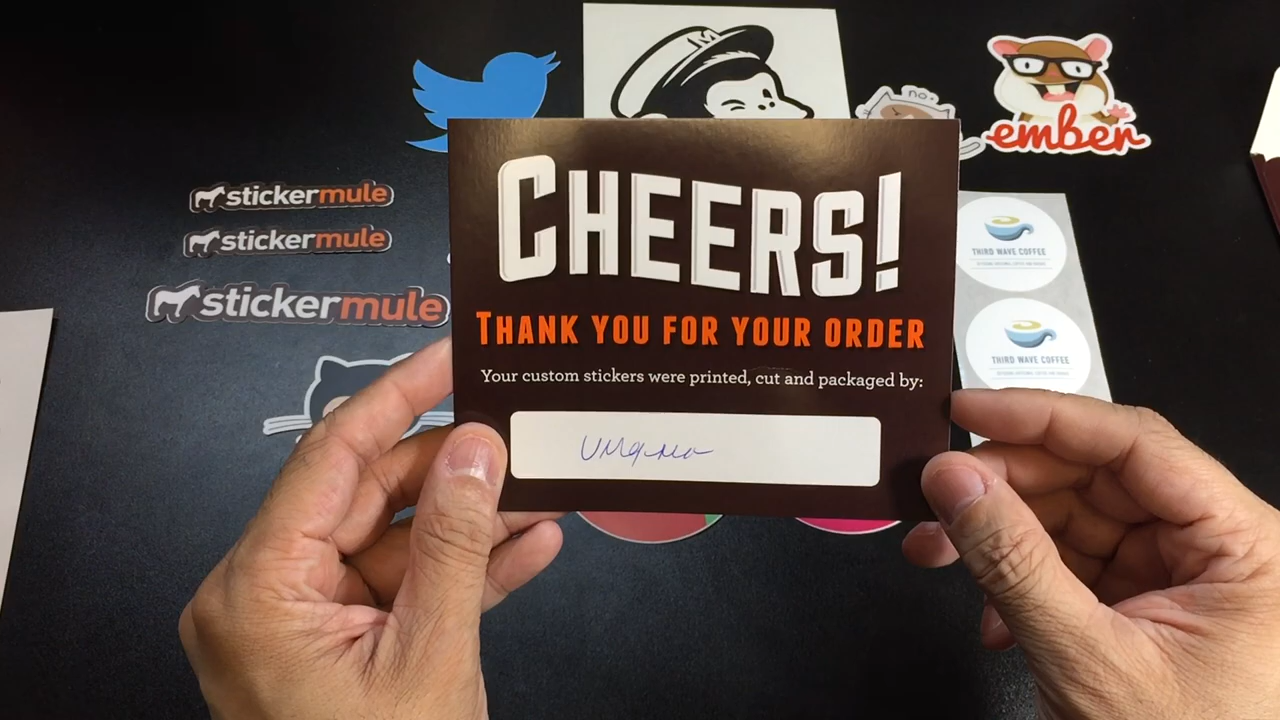 M
no.
ember
stickermule
stickermule
stickermule
CHEERS!
THANK YOU FOR YOUR ORDER
Your custom stickers were printed, cut and packaged by:
THIRD WAVE COFFEE
THIRD WAVE COFFEE